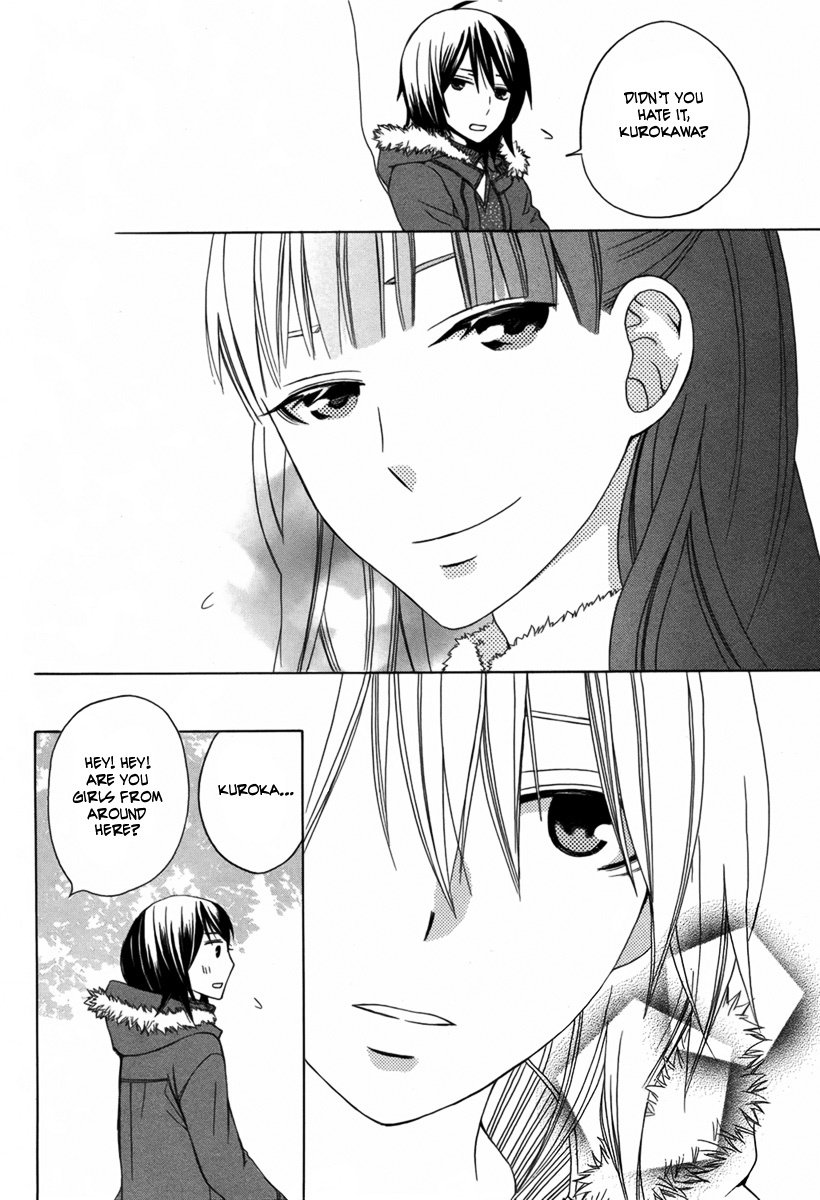 DIDN'T YOU
HATE IT,
KUROKAWA?
KUROKA...
HEY! HEY!
ARE YOU
GIRLS FROM
AROUND
HERE?